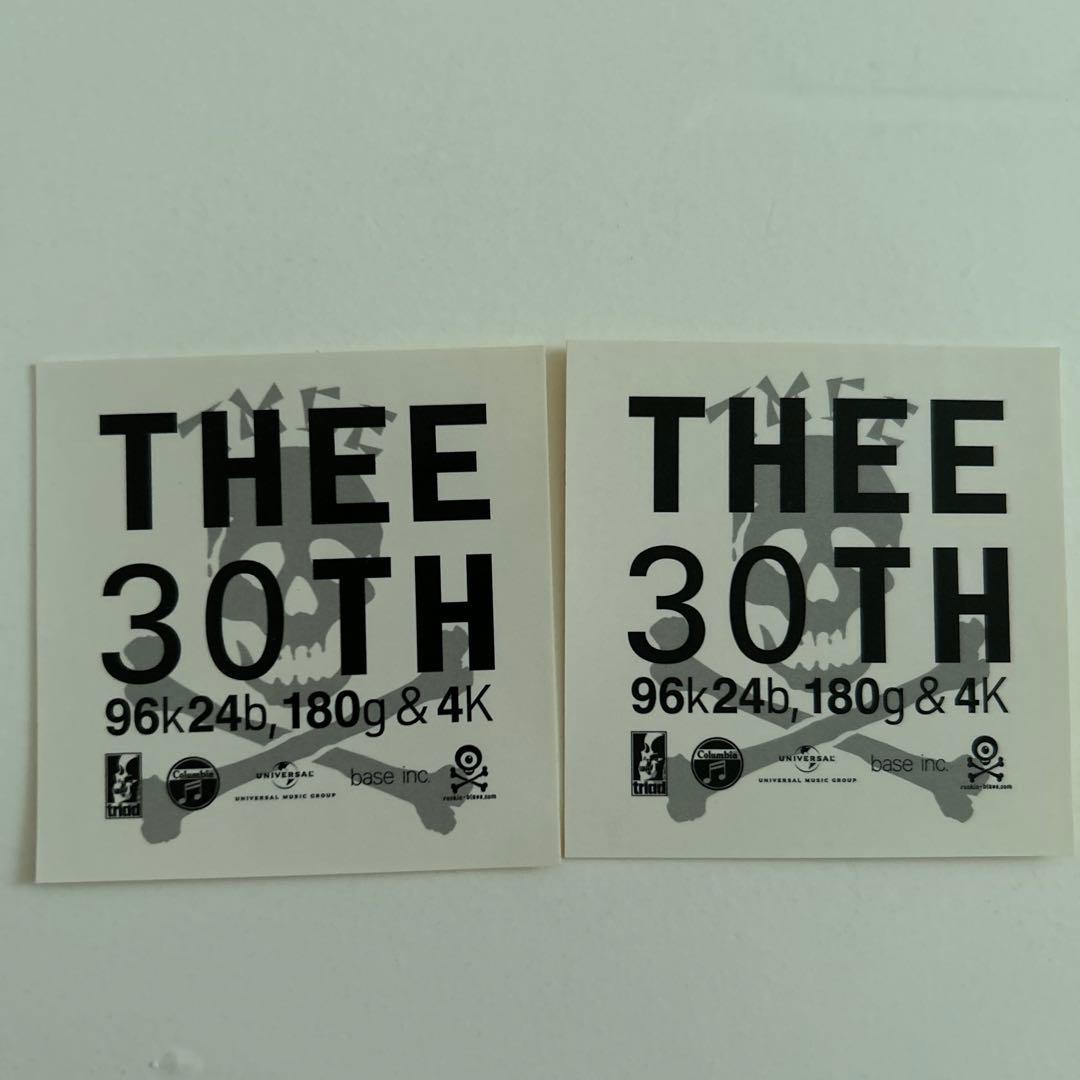 THEE
30TH
96k24b, 180g & 4K
triad
Columbia
UNIVERSAL
UNIVERSAL MUSIC GROUP
base inc.
THEE
30TH
96k24b, 180g & 4K
triad
Columbia
UNIVERSAL
UNIVERSAL MUSIC GROUP
base inc.